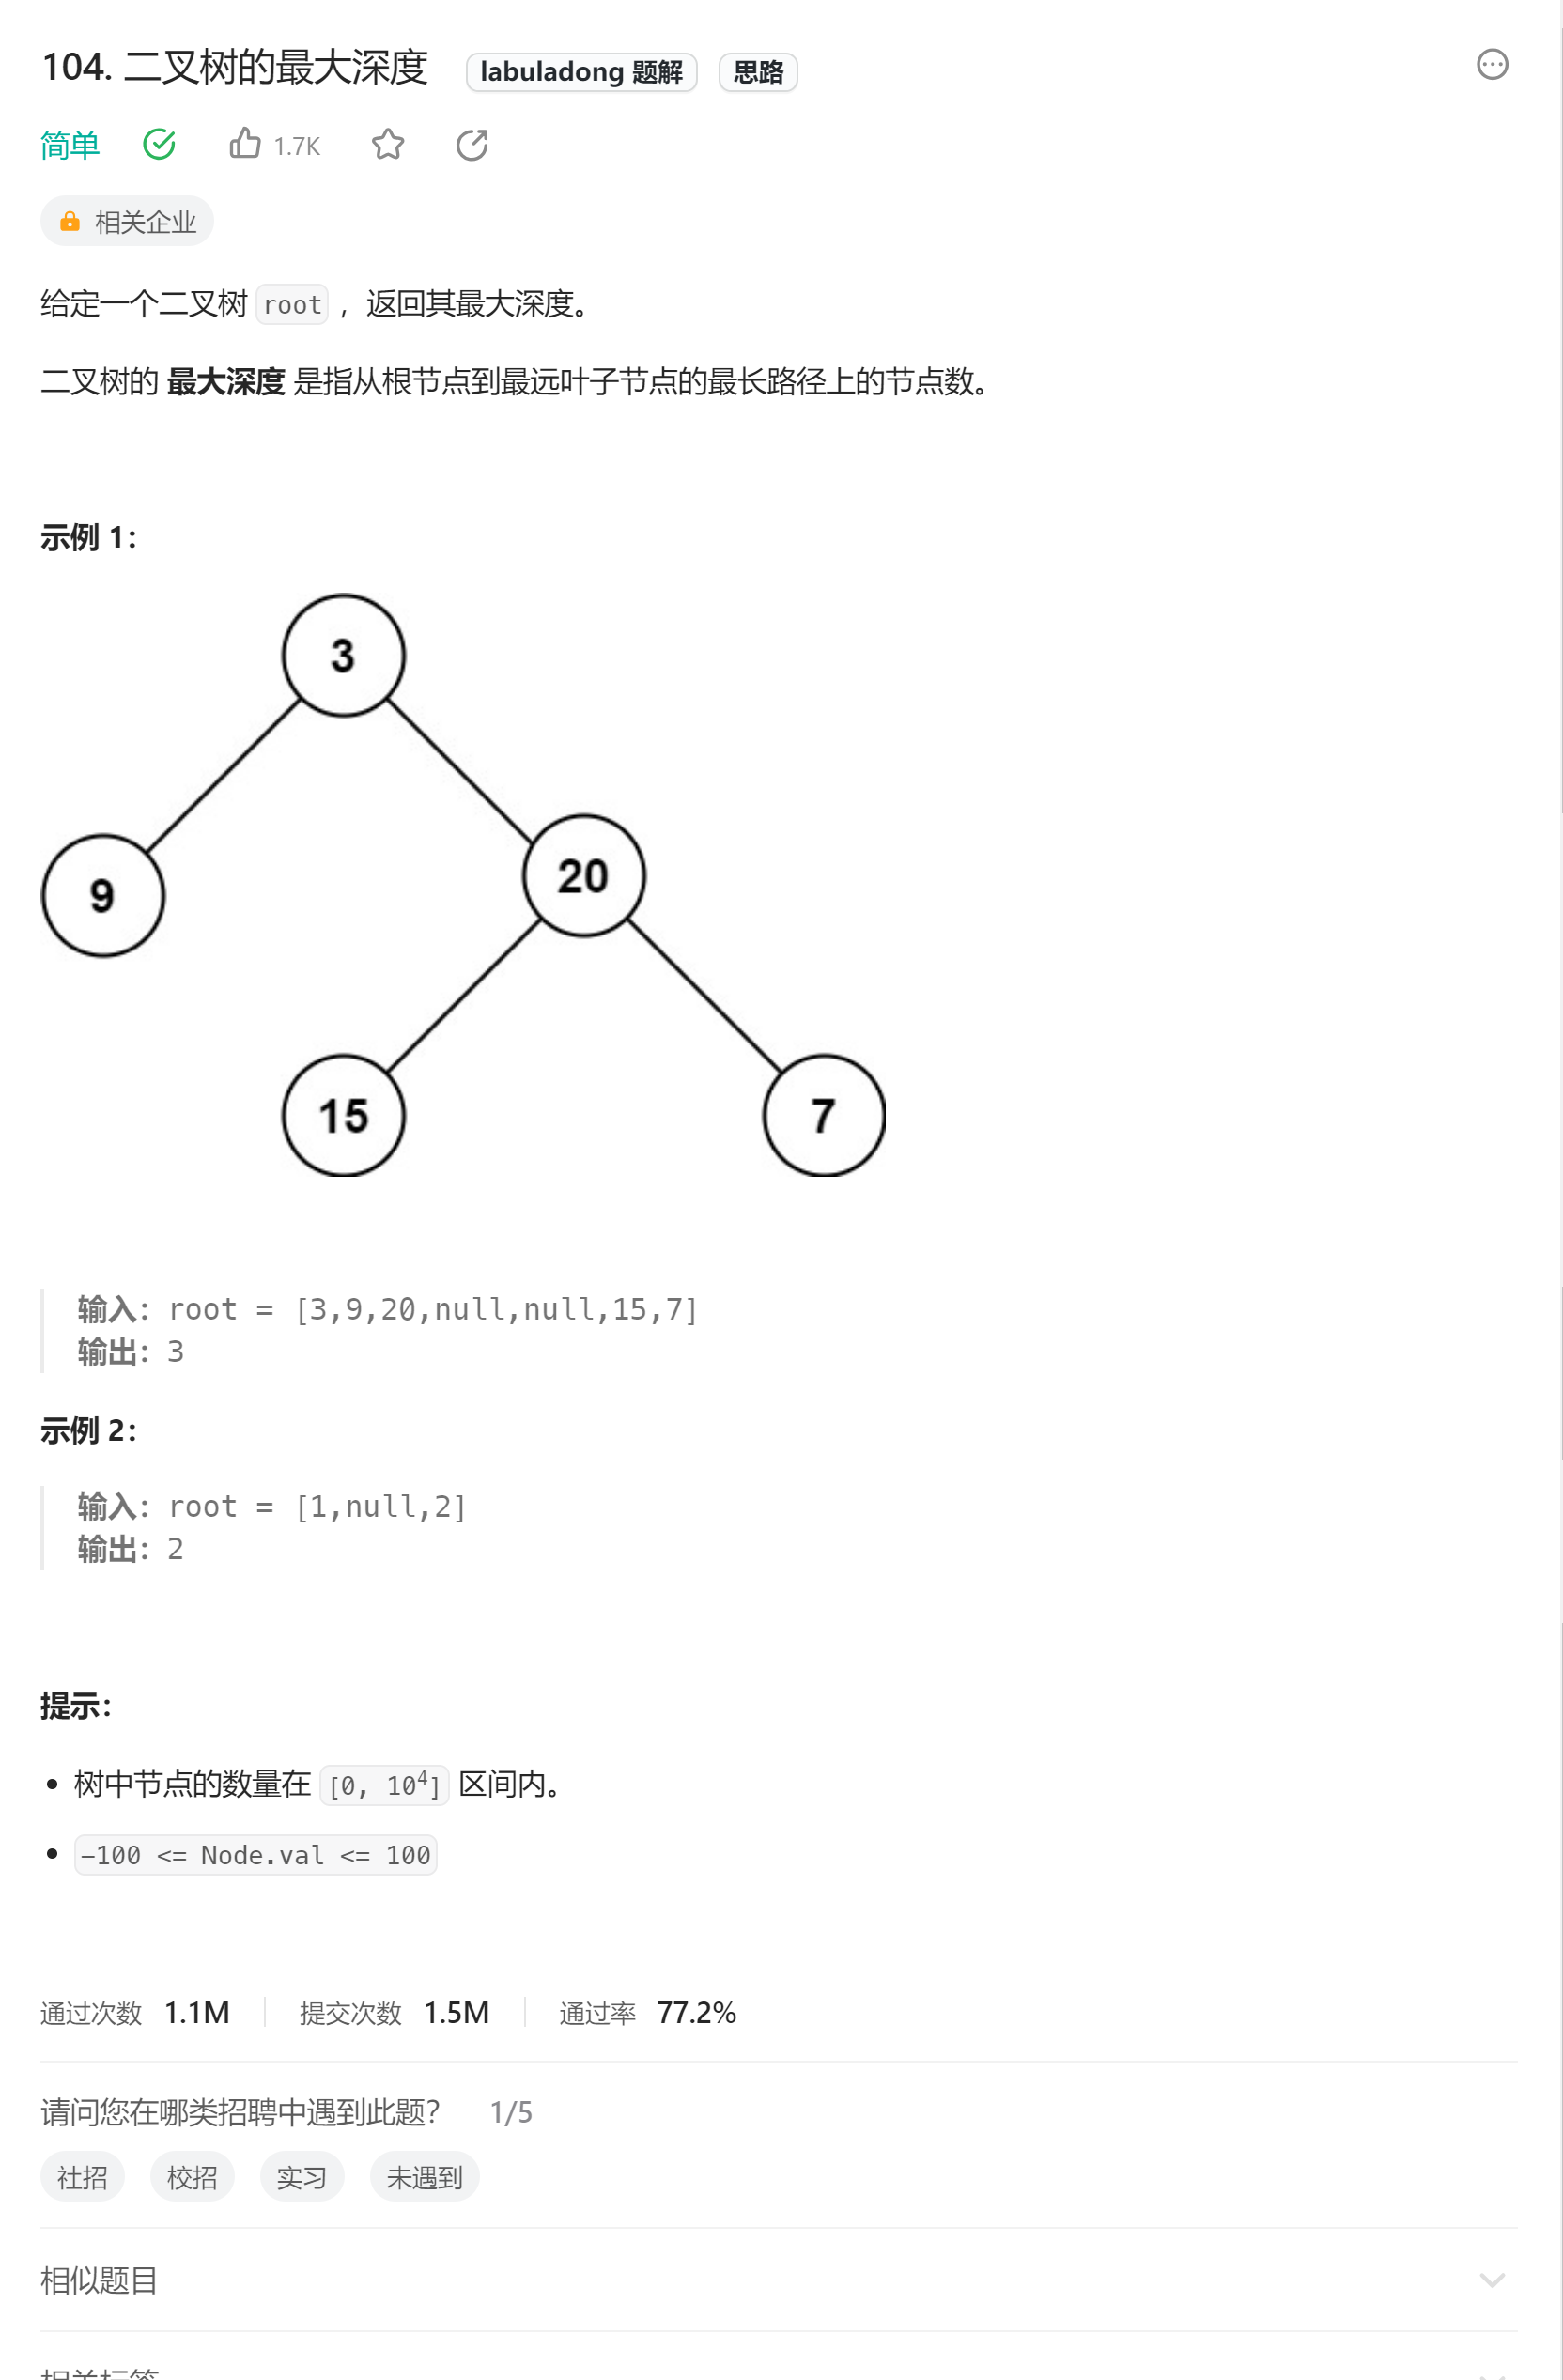 104. 二叉树的最大深度 labuladong 题解 思路
简单 1.7K
相关企业
给定一个二叉树 root ，返回其最大深度。
二叉树的 最大深度 是指从根节点到最远叶子节点的最长路径上的节点数。
示例 1：
3
9
20
15
7
输入：root = [3,9,20,null,null,15,7]
输出：3
示例 2：
输入：root = [1,null,2]
输出：2
提示：
• 树中节点的数量在 [0, 10⁴] 区间内。
• -100 <= Node.val <= 100
通过次数 1.1M 提交次数 1.5M 通过率 77.2%
请问您在哪类招聘中遇到此题？ 1/5
社招 校招 实习 未遇到
相似题目
相关标签